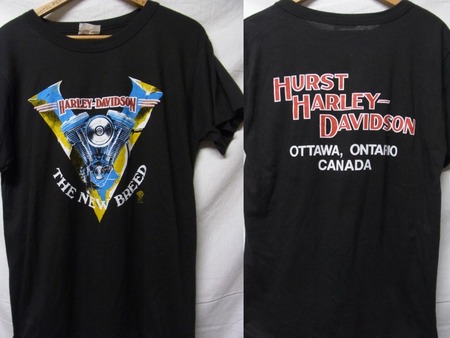 HARLEY-DAVIDSON
THE NEW BREED
HURST
HARLEY-
DAVIDSON
OTTAWA, ONTARIO
CANADA